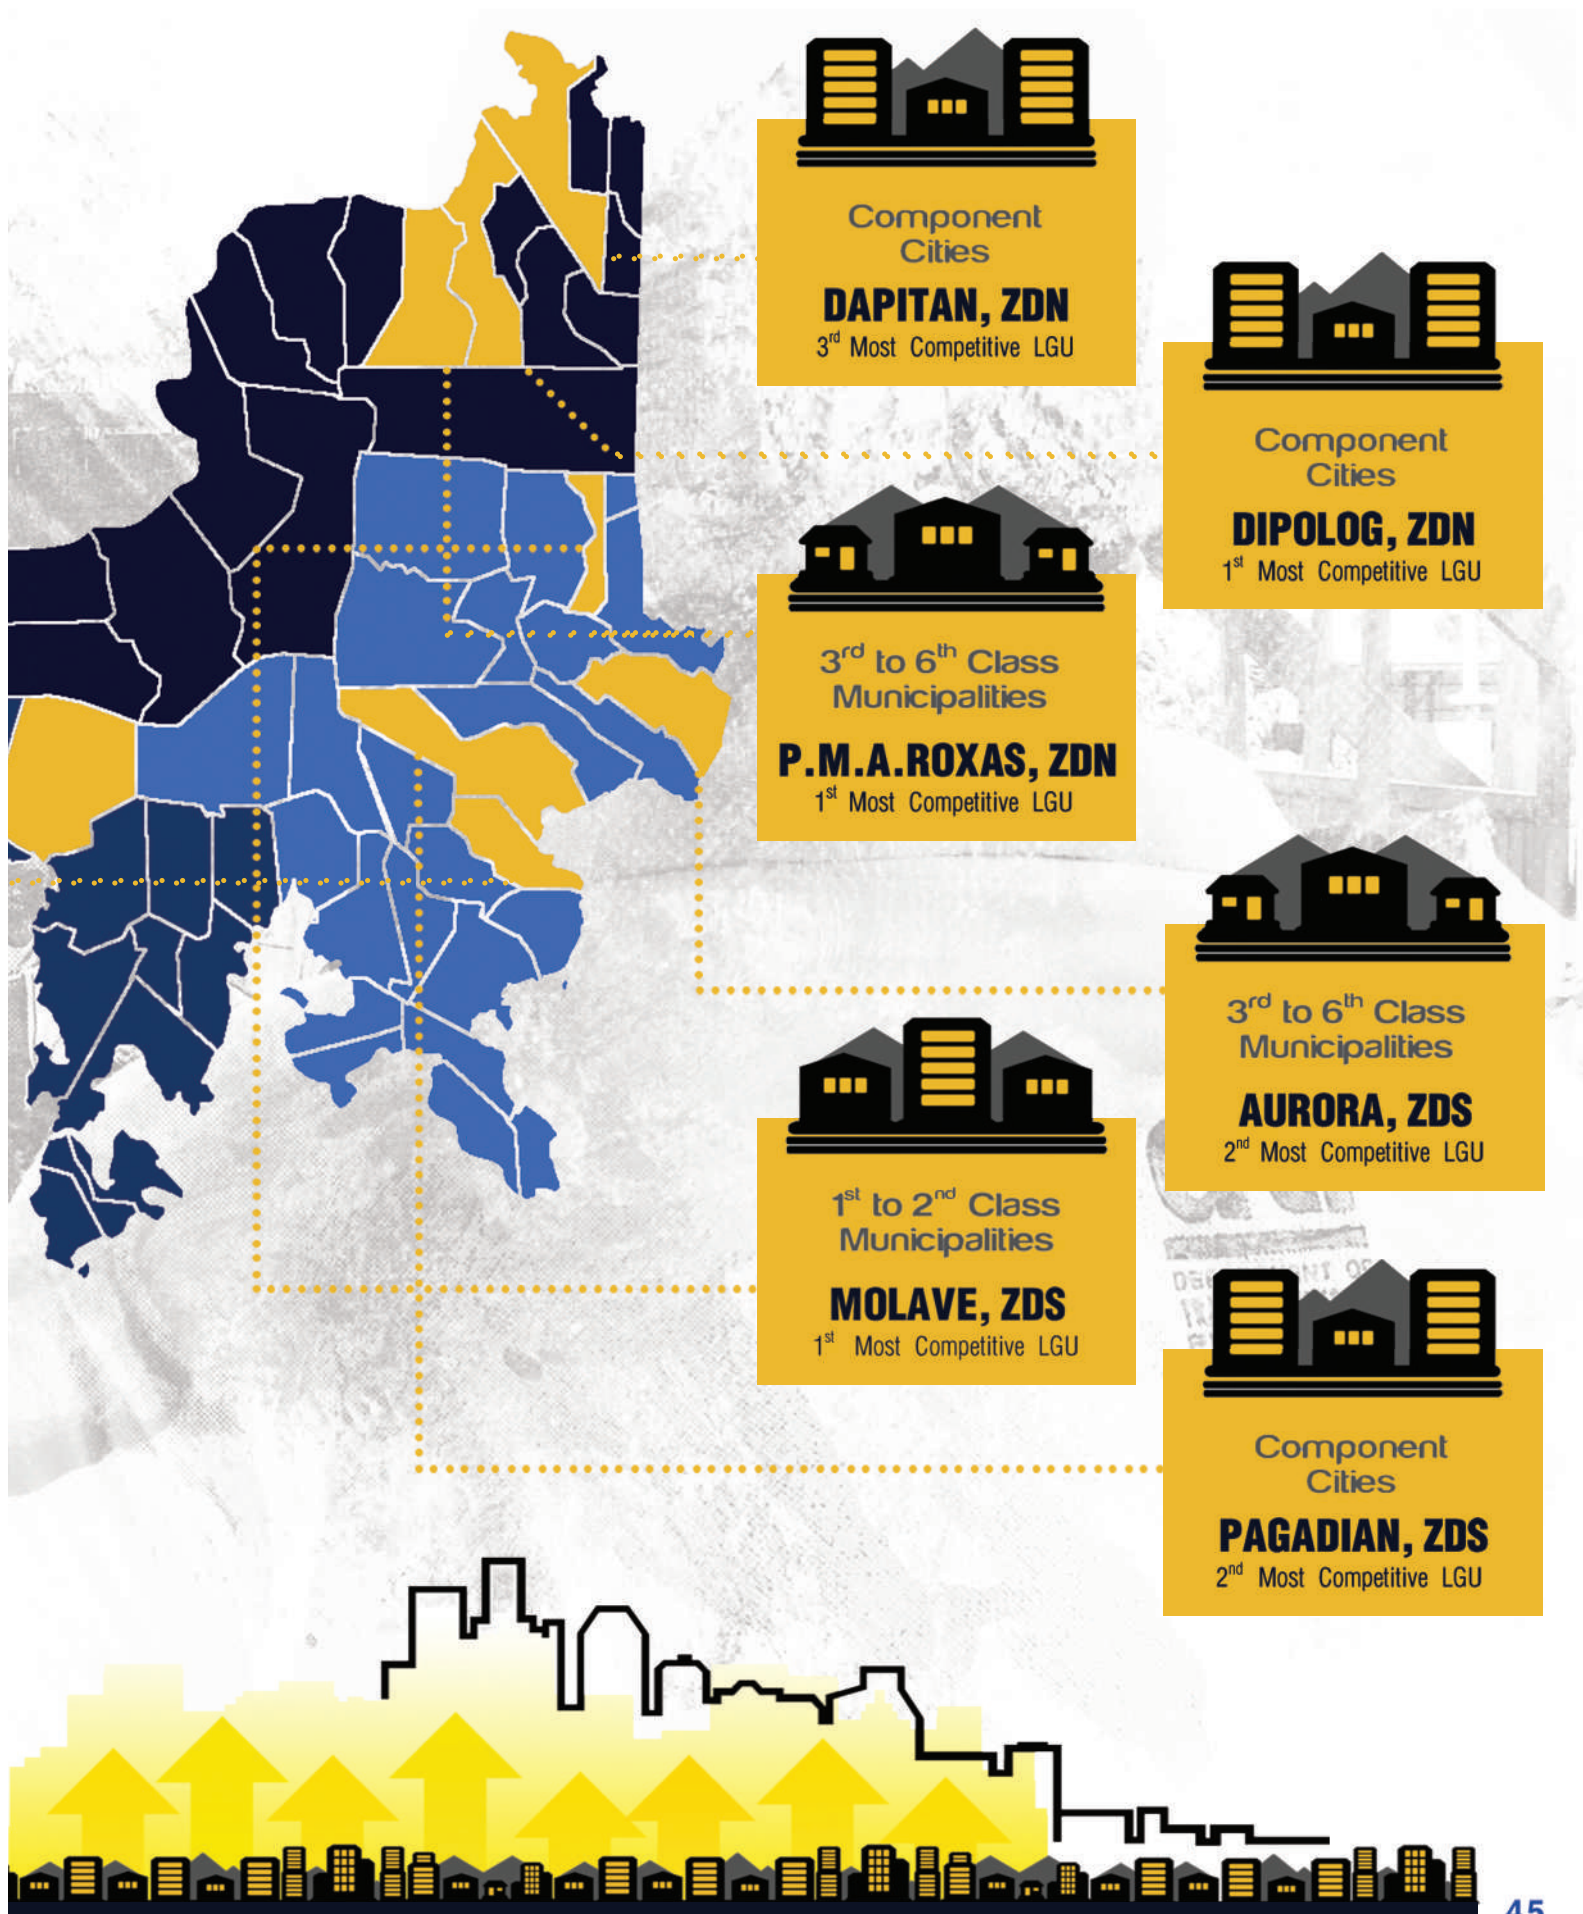 Component
Cities
DAPITAN, ZDN
3rd Most Competitive LGU
Component
Cities
DIPOLOG, ZDN
1st Most Competitive LGU
3rd to 6th Class
Municipalities
P.M.A.ROXAS, ZDN
1st Most Competitive LGU
3rd to 6th Class
Municipalities
AURORA, ZDS
2nd Most Competitive LGU
1st to 2nd Class
Municipalities
MOLAVE, ZDS
1st Most Competitive LGU
Component
Cities
PAGADIAN, ZDS
2nd Most Competitive LGU
45